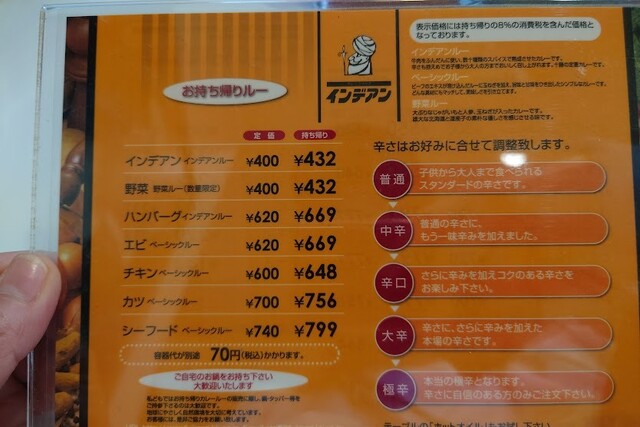 お持ち帰りルー
インデアン
表示価格には持ち帰りの8%の消費税を含んだ価格と
なっております。
インデアンルー
ベーシックルー
野菜ルー
定価 持ち帰り
インデアン インデアンルー ¥400 ¥432
野菜 野菜ルー(数量限定) ¥400 ¥432
ハンバーグ インデアンルー ¥620 ¥669
エビ ベーシックルー ¥620 ¥669
チキン ベーシックルー ¥600 ¥648
カツ ベーシックルー ¥700 ¥756
シーフード ベーシックルー ¥740 ¥799
容器代が別途 70円(税込)かかります。
ご自宅のお鍋をお持ち下さい
大歓迎いたします
辛さはお好みに合せて調整致します。
普通
子供から大人まで食べられる
スタンダードの辛さです。
中辛
普通の辛さに、
もう一味辛みを加えました。
辛口
さらに辛みを加えコクのある辛さを
お楽しみ下さい。
大辛
辛さに、さらに辛みを加えた
本場の辛さです。
極辛
本当の極辛となります。
辛さに自信のある方のみご注文下さい。